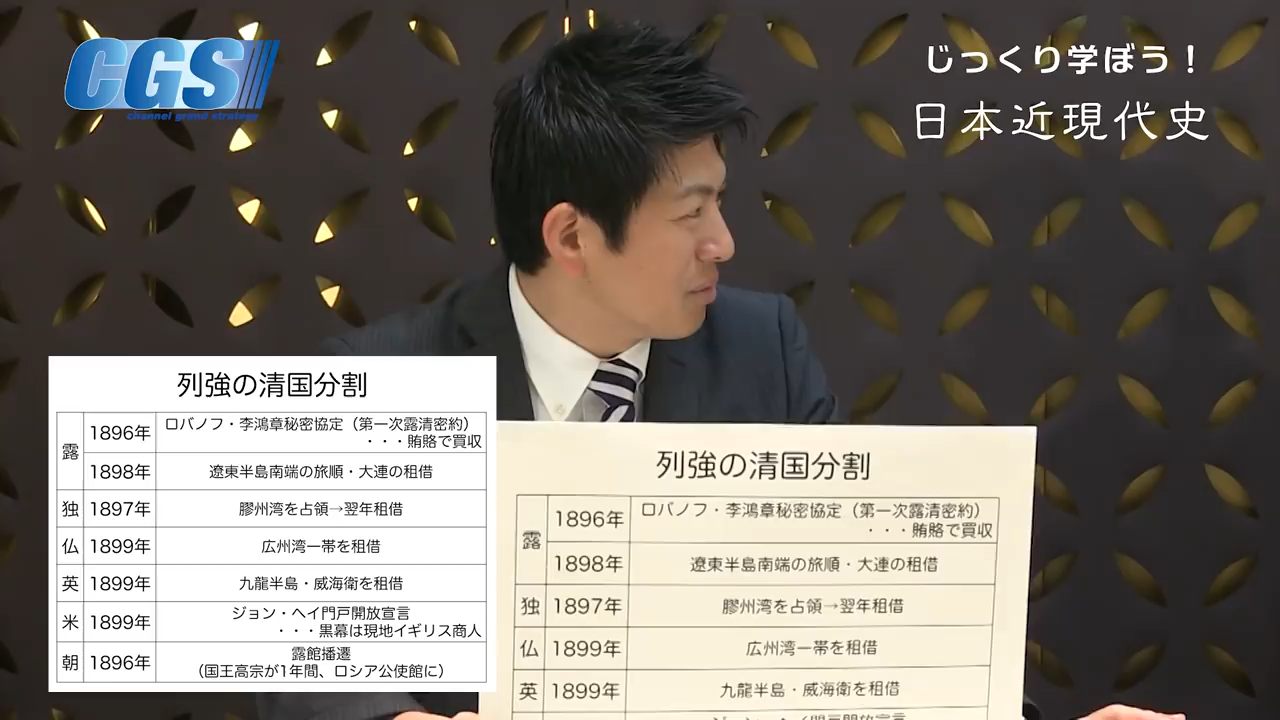 CGS
channel grand strategy
じっくり学ぼう！
日本近現代史
列強の清国分割
露
1896年
ロバノフ・李鴻章秘密協定（第一次露清密約）
・・・賄賂で買収
1898年
遼東半島南端の旅順・大連の租借
独
1897年
膠州湾を占領→翌年租借
仏
1899年
広州湾一帯を租借
英
1899年
九龍半島・威海衛を租借
米
1899年
ジョン・ヘイ門戸開放宣言
・・・黒幕は現地イギリス商人
朝
1896年
露館播遷
（国王高宗が1年間、ロシア公使館に）
列強の清国分割
露
1896年
ロバノフ・李鴻章秘密協定（第一次露清密約）
・・・賄賂で買収
1898年
遼東半島南端の旅順・大連の租借
独
1897年
膠州湾を占領→翌年租借
仏
1899年
広州湾一帯を租借
英
1899年
九龍半島・威海衛を租借